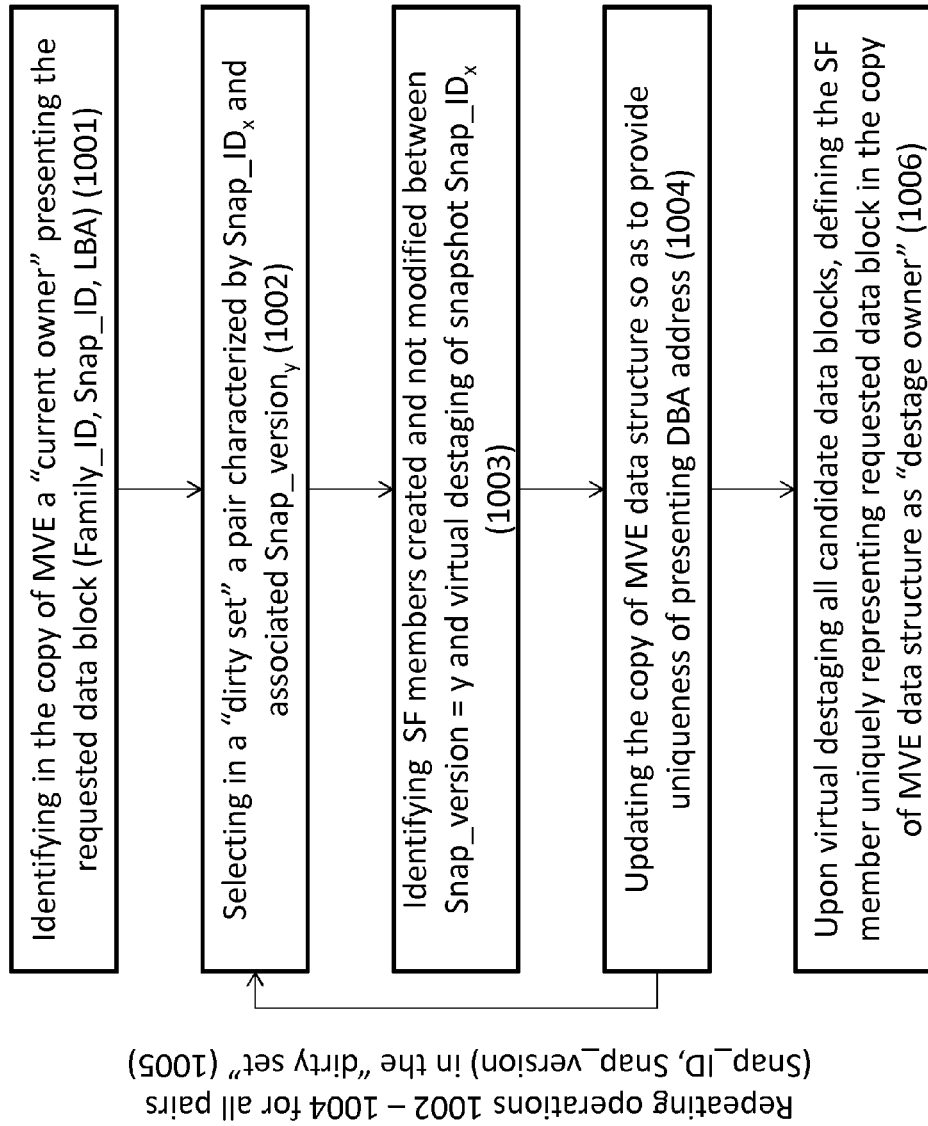 Identifying in the copy of MVE a “current owner” presenting the
requested data block (Family_ID, Snap_ID, LBA) (1001)
Selecting in a “dirty set” a pair characterized by Snap_IDx and
associated Snap_versiony (1002)
Identifying SF members created and not modified between
Snap_version = y and virtual destaging of snapshot Snap_IDx
(1003)
Updating the copy of MVE data structure so as to provide
uniqueness of presenting DBA address (1004)
Upon virtual destaging all candidate data blocks, defining the SF
member uniquely representing requested data block in the copy
of MVE data structure as “destage owner” (1006)
Repeating operations 1002 – 1004 for all pairs
(Snap_ID, Snap_version) in the “dirty set” (1005)